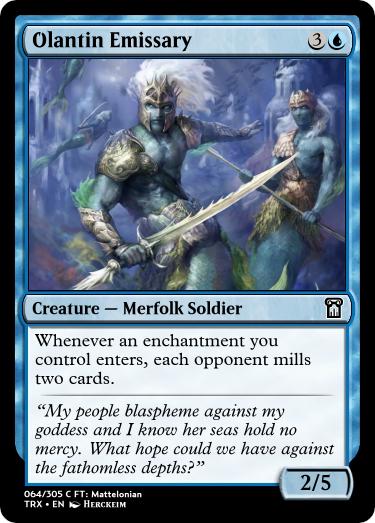 Olantin Emissary 3
Creature — Merfolk Soldier
Whenever an enchantment you
control enters, each opponent mills
two cards.
“My people blaspheme against my
goddess and I know her seas hold no
mercy. What hope could we have against
the fathomless depths?”
2/5
064/305 C FT: Mattelonian
TRX • EN Herckeim